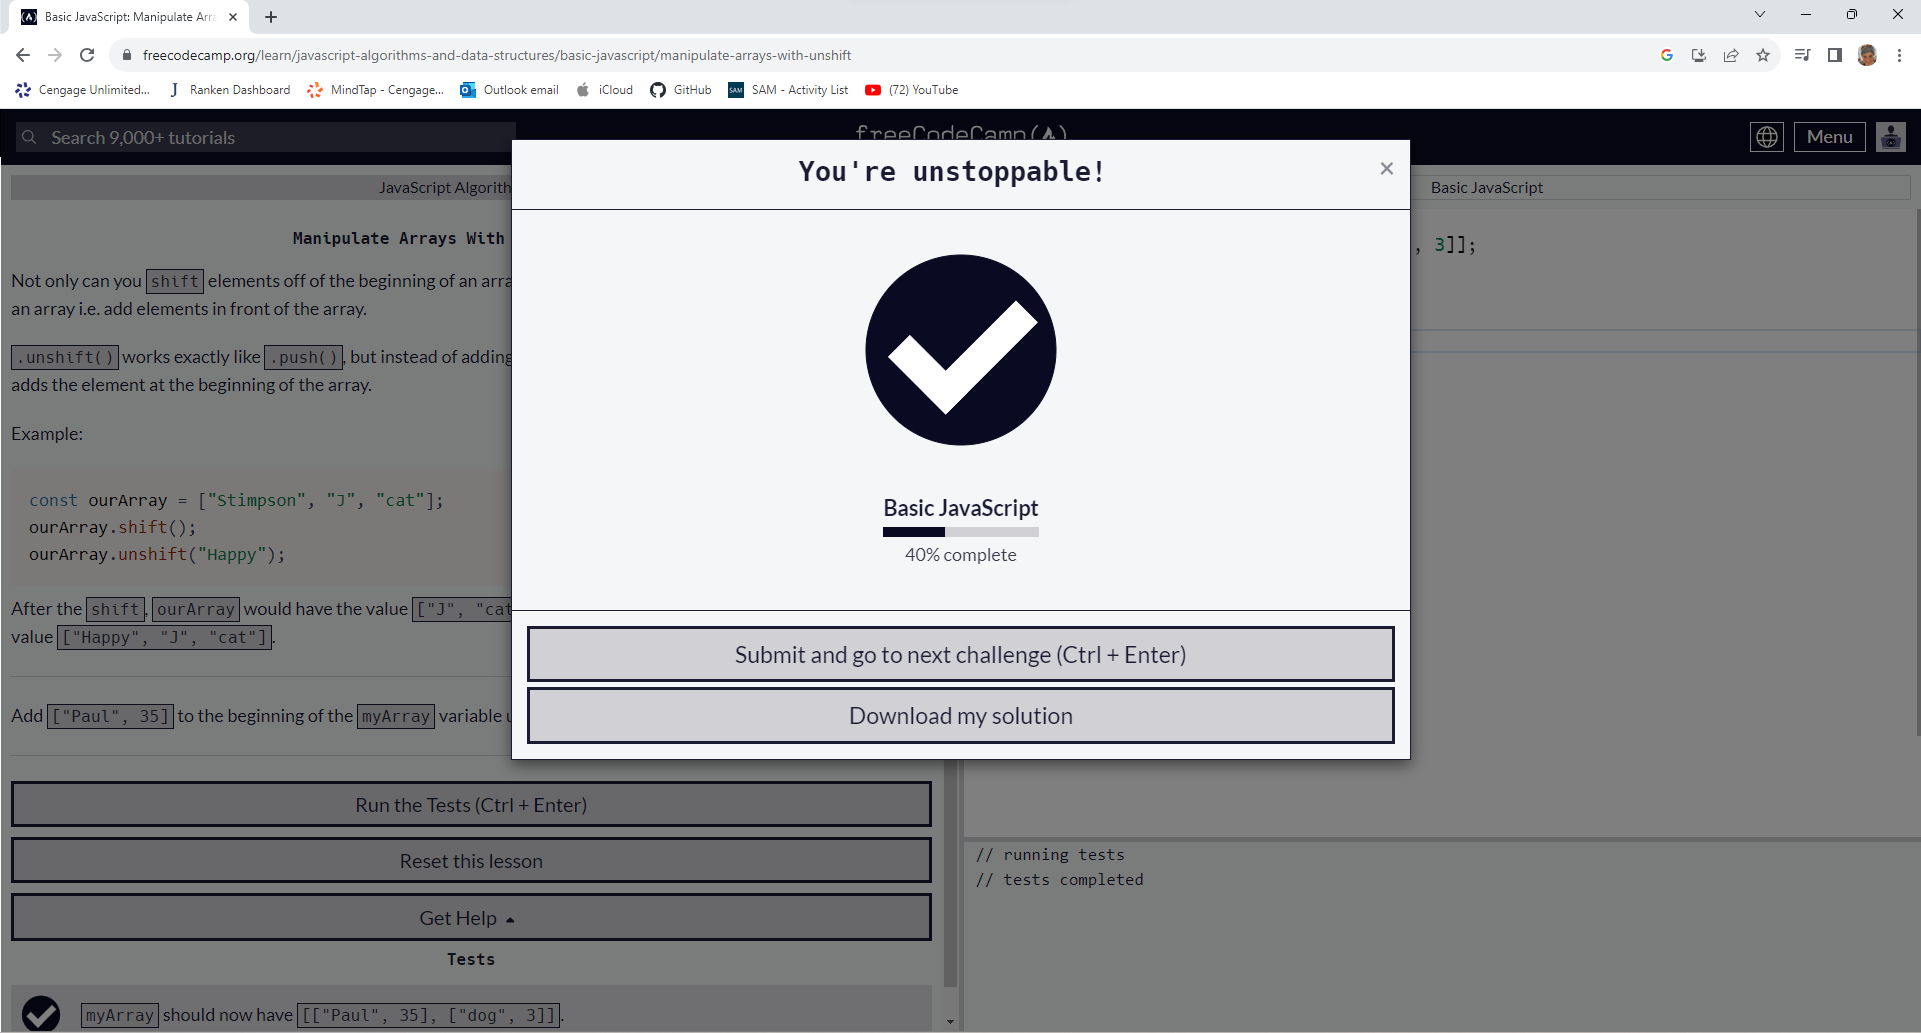 Basic JavaScript: Manipulate Arra
freecodecamp.org/learn/javascript-algorithms-and-data-structures/basic-javascript/manipulate-arrays-with-unshift
Cengage Unlimited... Ranken Dashboard MindTap - Cengage... Outlook email iCloud GitHub SAM SAM - Activity List (72) YouTube
Search 9,000+ tutorials
freeCodeCamp(
Menu
You're unstoppable!
×
JavaScript Algorith
Basic JavaScript
Manipulate Arrays With
, 3]];
Not only can you shift elements off of the beginning of an arra
an array i.e. add elements in front of the array.
.unshift() works exactly like .push(), but instead of adding
adds the element at the beginning of the array.
Example:
const ourArray = ["Stimpson", "J", "cat"];
ourArray.shift();
ourArray.unshift("Happy");
After the shift, ourArray would have the value ["J", "cat
value ["Happy", "J", "cat"].
Add ["Paul", 35] to the beginning of the myArray variable u
Basic JavaScript
40% complete
Submit and go to next challenge (Ctrl + Enter)
Download my solution
Run the Tests (Ctrl + Enter)
Reset this lesson
Get Help
Tests
myArray should now have [["Paul", 35], ["dog", 3]].
// running tests
// tests completed